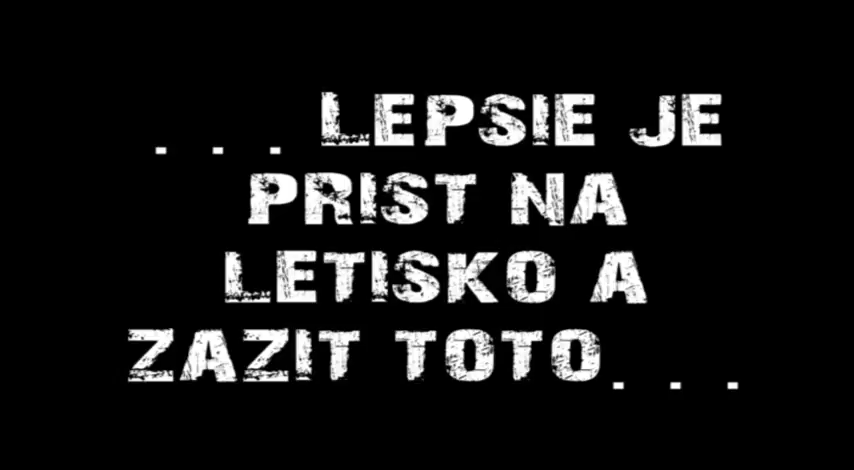 . . . LEPSIE JE
PRIST NA
LETISKO A
ZAZIT TOTO. . .